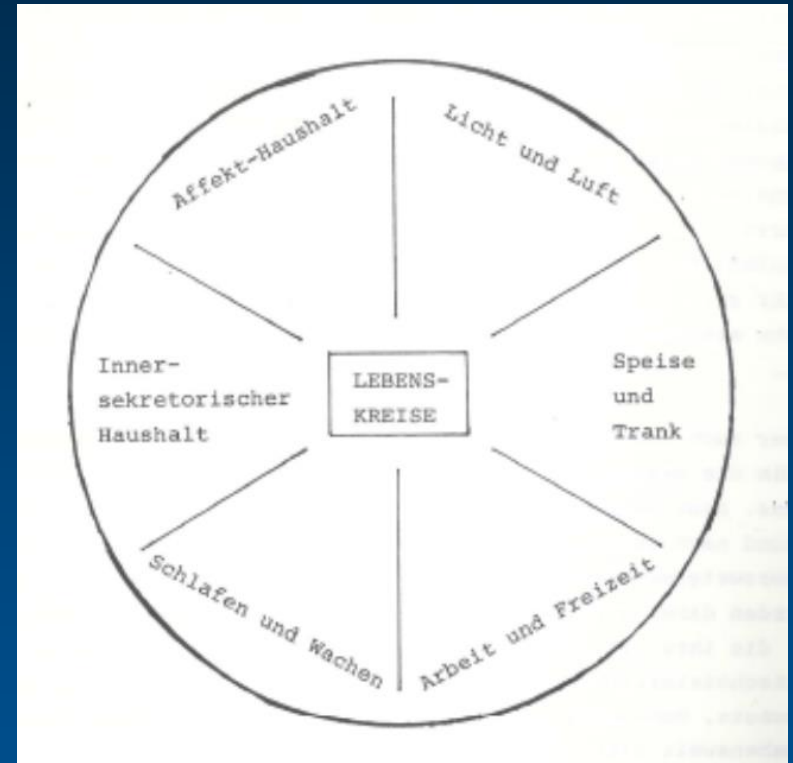 Affekt-Haushalt
Licht und Luft
Inner-
sekretorischer
Haushalt
LEBENS-
KREISE
Speise
und
Trank
Schlafen und Wachen
Arbeit und Freizeit